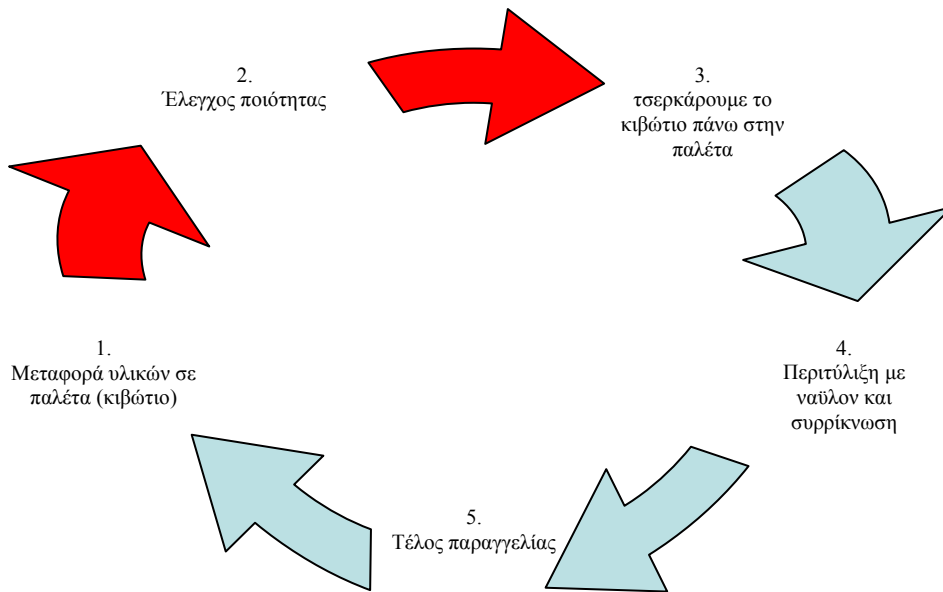 1.
Μεταφορά υλικών σε
παλέτα (κιβώτιο)
2.
Έλεγχος ποιότητας
3.
τσερκάρουμε το
κιβώτιο πάνω στην
παλέτα
4.
Περιτύλιξη με
ναϋλον και
συρρίκνωση
5.
Τέλος παραγγελίας